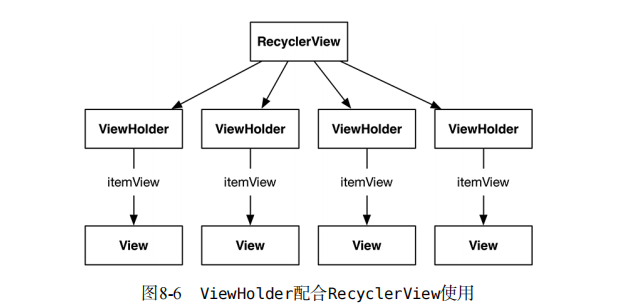 RecyclerView
ViewHolder ViewHolder ViewHolder ViewHolder
itemView itemView itemView itemView
View View View View
图8-6 ViewHolder配合RecyclerView使用